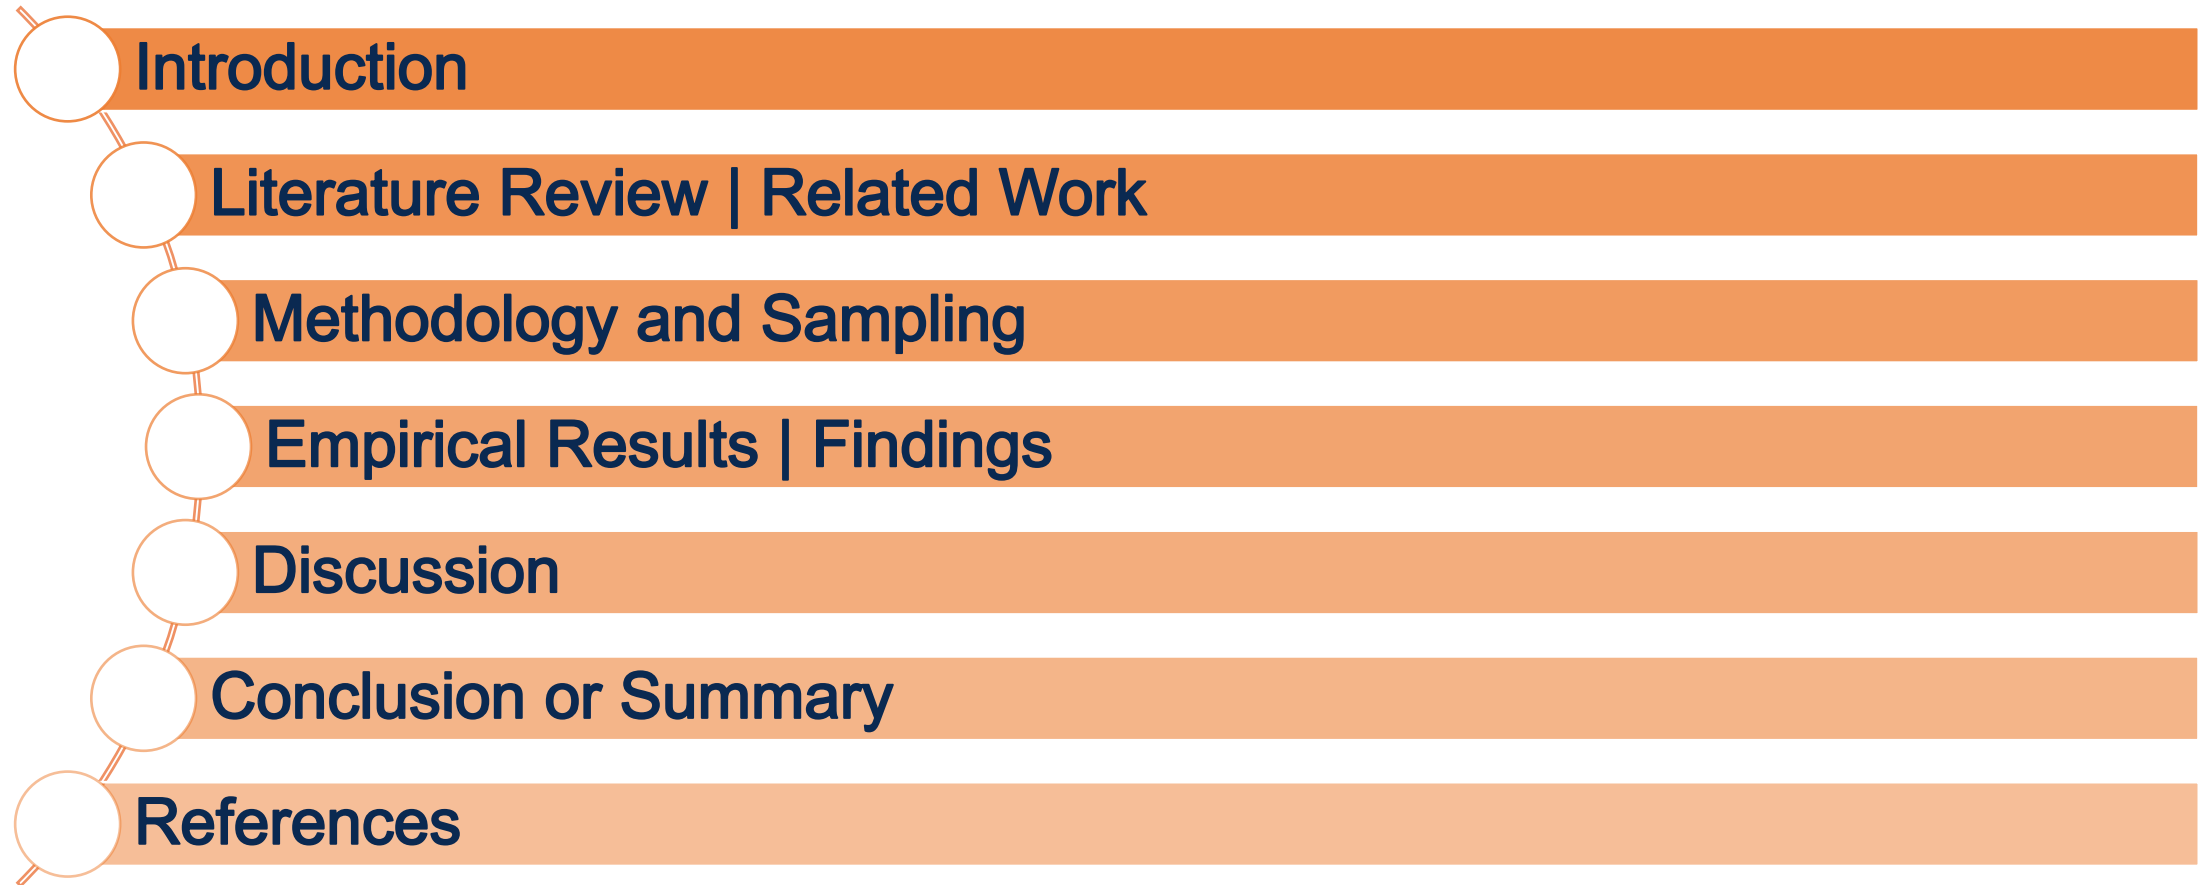 Introduction
Literature Review | Related Work
Methodology and Sampling
Empirical Results | Findings
Discussion
Conclusion or Summary
References